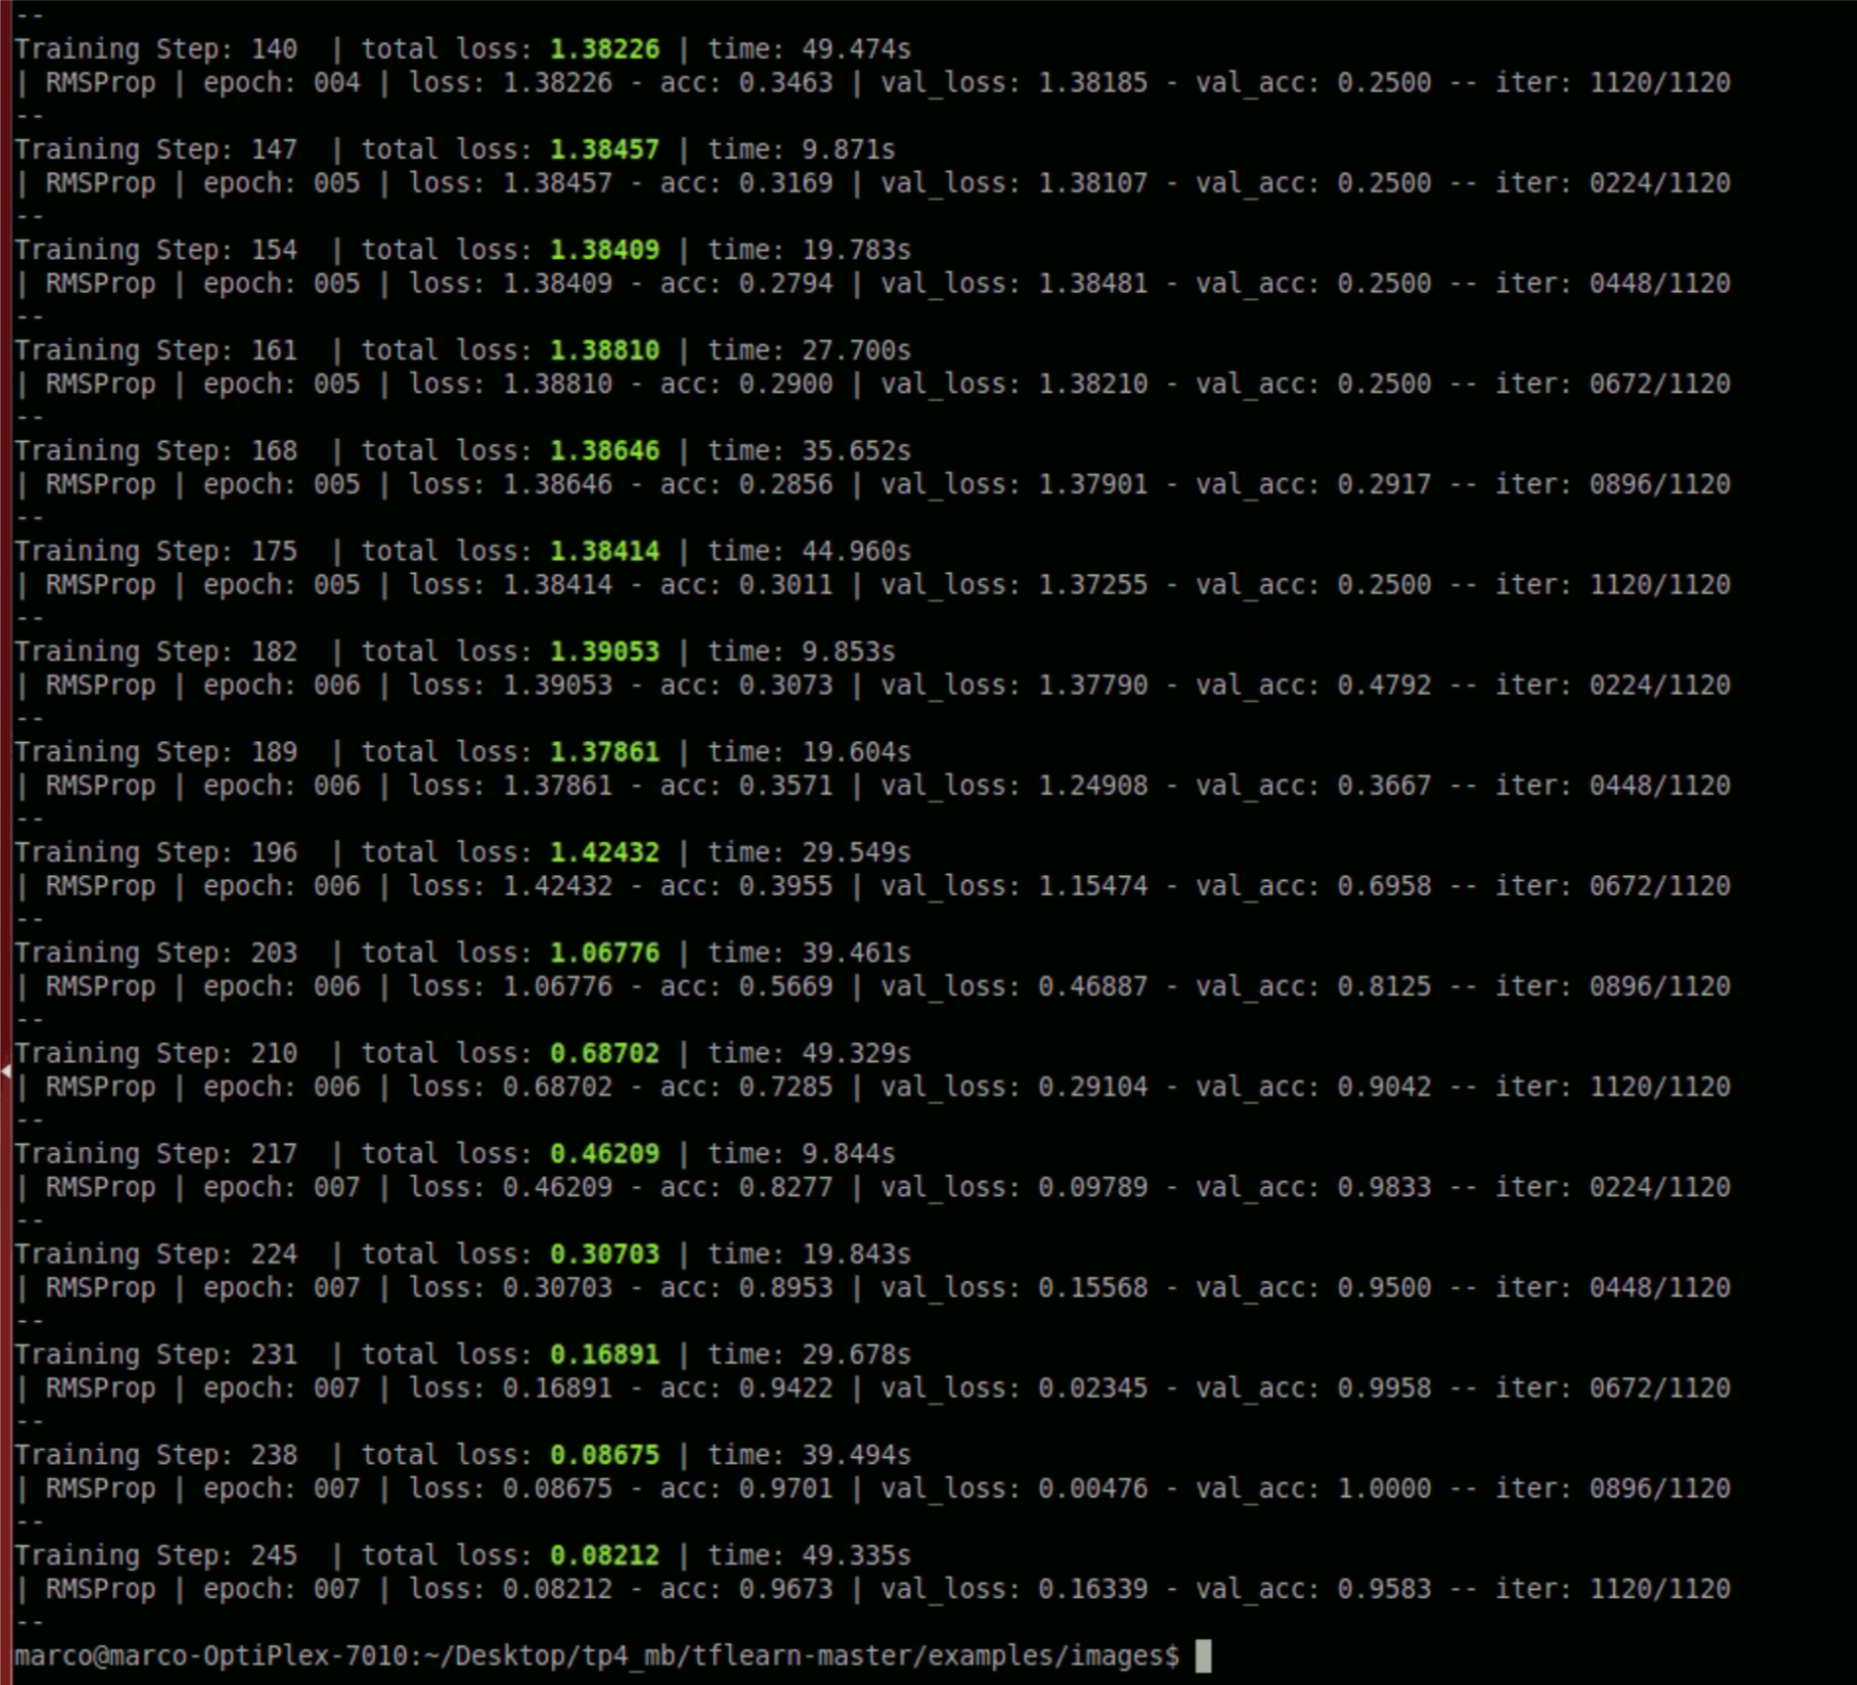 --
Training Step: 140  | total loss: 1.38226 | time: 49.474s
| RMSProp | epoch: 004 | loss: 1.38226 - acc: 0.3463 | val_loss: 1.38185 - val_acc: 0.2500 -- iter: 1120/1120
--
Training Step: 147  | total loss: 1.38457 | time: 9.871s
| RMSProp | epoch: 005 | loss: 1.38457 - acc: 0.3169 | val_loss: 1.38107 - val_acc: 0.2500 -- iter: 0224/1120
--
Training Step: 154  | total loss: 1.38409 | time: 19.783s
| RMSProp | epoch: 005 | loss: 1.38409 - acc: 0.2794 | val_loss: 1.38481 - val_acc: 0.2500 -- iter: 0448/1120
--
Training Step: 161  | total loss: 1.38810 | time: 27.700s
| RMSProp | epoch: 005 | loss: 1.38810 - acc: 0.2900 | val_loss: 1.38210 - val_acc: 0.2500 -- iter: 0672/1120
--
Training Step: 168  | total loss: 1.38646 | time: 35.652s
| RMSProp | epoch: 005 | loss: 1.38646 - acc: 0.2856 | val_loss: 1.37901 - val_acc: 0.2917 -- iter: 0896/1120
--
Training Step: 175  | total loss: 1.38414 | time: 44.960s
| RMSProp | epoch: 005 | loss: 1.38414 - acc: 0.3011 | val_loss: 1.37255 - val_acc: 0.2500 -- iter: 1120/1120
--
Training Step: 182  | total loss: 1.39053 | time: 9.853s
| RMSProp | epoch: 006 | loss: 1.39053 - acc: 0.3073 | val_loss: 1.37790 - val_acc: 0.4792 -- iter: 0224/1120
--
Training Step: 189  | total loss: 1.37861 | time: 19.604s
| RMSProp | epoch: 006 | loss: 1.37861 - acc: 0.3571 | val_loss: 1.24908 - val_acc: 0.3667 -- iter: 0448/1120
--
Training Step: 196  | total loss: 1.42432 | time: 29.549s
| RMSProp | epoch: 006 | loss: 1.42432 - acc: 0.3955 | val_loss: 1.15474 - val_acc: 0.6958 -- iter: 0672/1120
--
Training Step: 203  | total loss: 1.06776 | time: 39.461s
| RMSProp | epoch: 006 | loss: 1.06776 - acc: 0.5669 | val_loss: 0.46887 - val_acc: 0.8125 -- iter: 0896/1120
--
Training Step: 210  | total loss: 0.68702 | time: 49.329s
| RMSProp | epoch: 006 | loss: 0.68702 - acc: 0.7285 | val_loss: 0.29104 - val_acc: 0.9042 -- iter: 1120/1120
--
Training Step: 217  | total loss: 0.46209 | time: 9.844s
| RMSProp | epoch: 007 | loss: 0.46209 - acc: 0.8277 | val_loss: 0.09789 - val_acc: 0.9833 -- iter: 0224/1120
--
Training Step: 224  | total loss: 0.30703 | time: 19.843s
| RMSProp | epoch: 007 | loss: 0.30703 - acc: 0.8953 | val_loss: 0.15568 - val_acc: 0.9500 -- iter: 0448/1120
--
Training Step: 231  | total loss: 0.16891 | time: 29.678s
| RMSProp | epoch: 007 | loss: 0.16891 - acc: 0.9422 | val_loss: 0.02345 - val_acc: 0.9958 -- iter: 0672/1120
--
Training Step: 238  | total loss: 0.08675 | time: 39.494s
| RMSProp | epoch: 007 | loss: 0.08675 - acc: 0.9701 | val_loss: 0.00476 - val_acc: 1.0000 -- iter: 0896/1120
--
Training Step: 245  | total loss: 0.08212 | time: 49.335s
| RMSProp | epoch: 007 | loss: 0.08212 - acc: 0.9673 | val_loss: 0.16339 - val_acc: 0.9583 -- iter: 1120/1120
--
marco@marco-OptiPlex-7010:~/Desktop/tp4_mb/tflearn-master/examples/images$